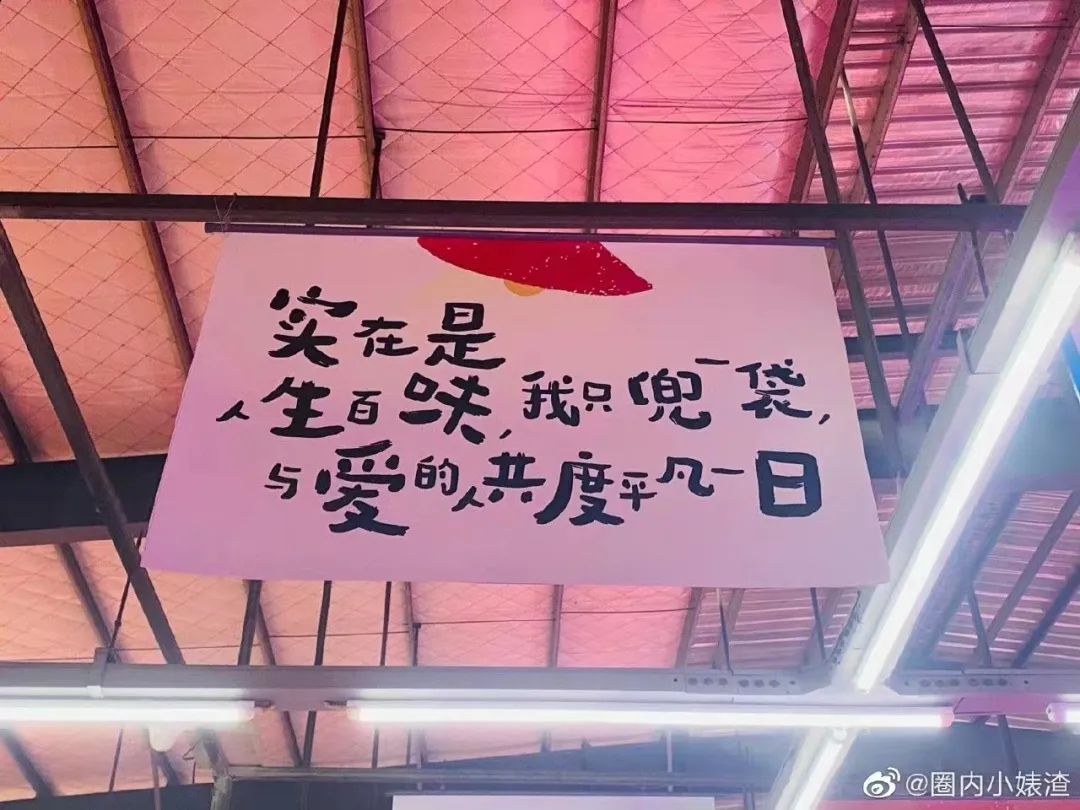 实在是
人生百味,我只兜一袋,
与爱的人共度平凡一日
@圈内小婊渣